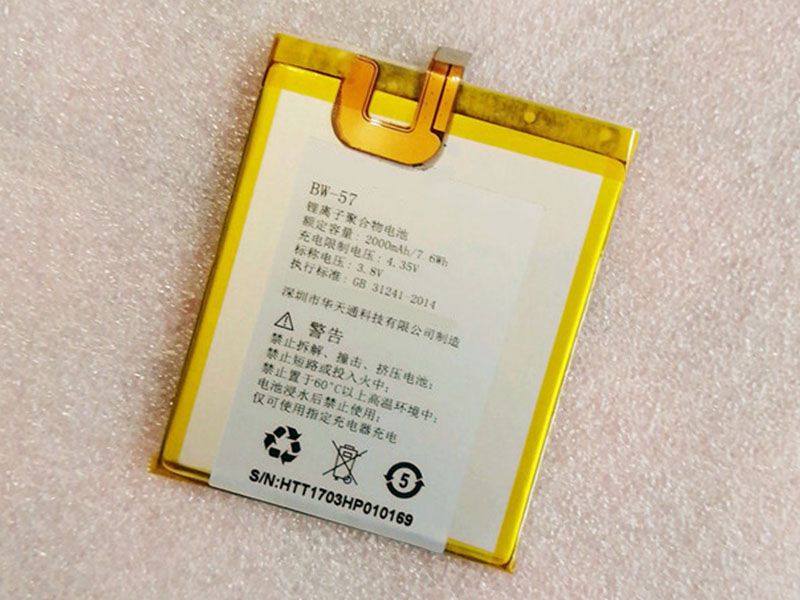 BW-57
锂离子聚合物电池
额定容量: 2000mAh/7.6Wh
充电限制电压: 4.35V
标称电压: 3.8V
执行标准: GB 31241-2014
深圳市华天通科技有限公司制造
警告
禁止拆解、撞击、挤压电池;
禁止短路或投入火中;
禁止置于60℃以上高温环境中;
电池浸水后禁止使用;
仅可使用指定充电器充电
5
S/N:HTT1703HP010169